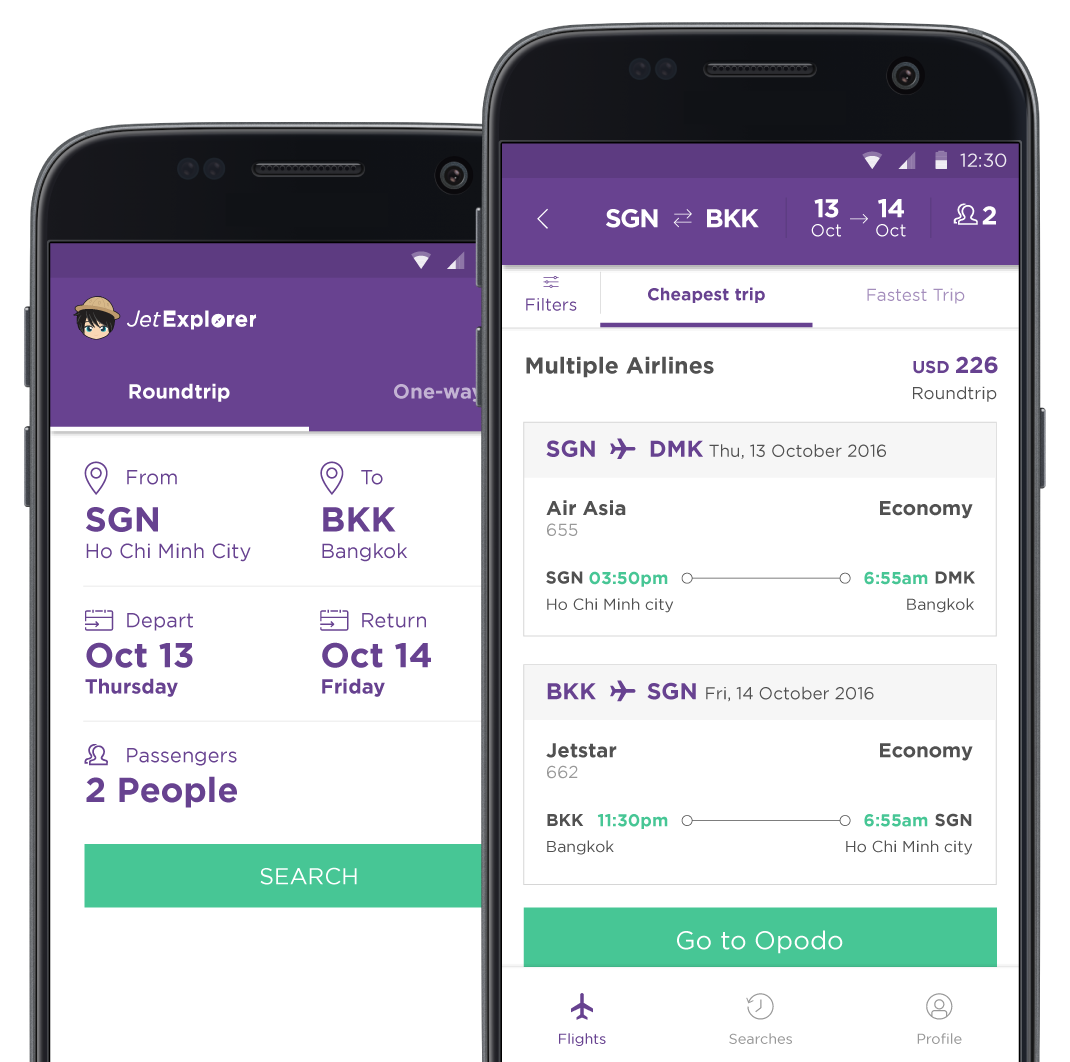 JetExplorer
Roundtrip
One-way
From
To
SGN
BKK
Ho Chi Minh City
Bangkok
Depart
Return
Oct 13
Oct 14
Thursday
Friday
Passengers
2 People
SEARCH
12:30
SGN BKK 13 14 2
Oct Oct
Filters
Cheapest trip
Fastest Trip
Multiple Airlines
USD 226
Roundtrip
SGN DMK Thu, 13 October 2016
Air Asia
Economy
655
SGN 03:50pm 6:55am DMK
Ho Chi Minh city
Bangkok
BKK SGN Fri, 14 October 2016
Jetstar
Economy
662
BKK 11:30pm 6:55am SGN
Bangkok
Ho Chi Minh city
Go to Opodo
Flights
Searches
Profile